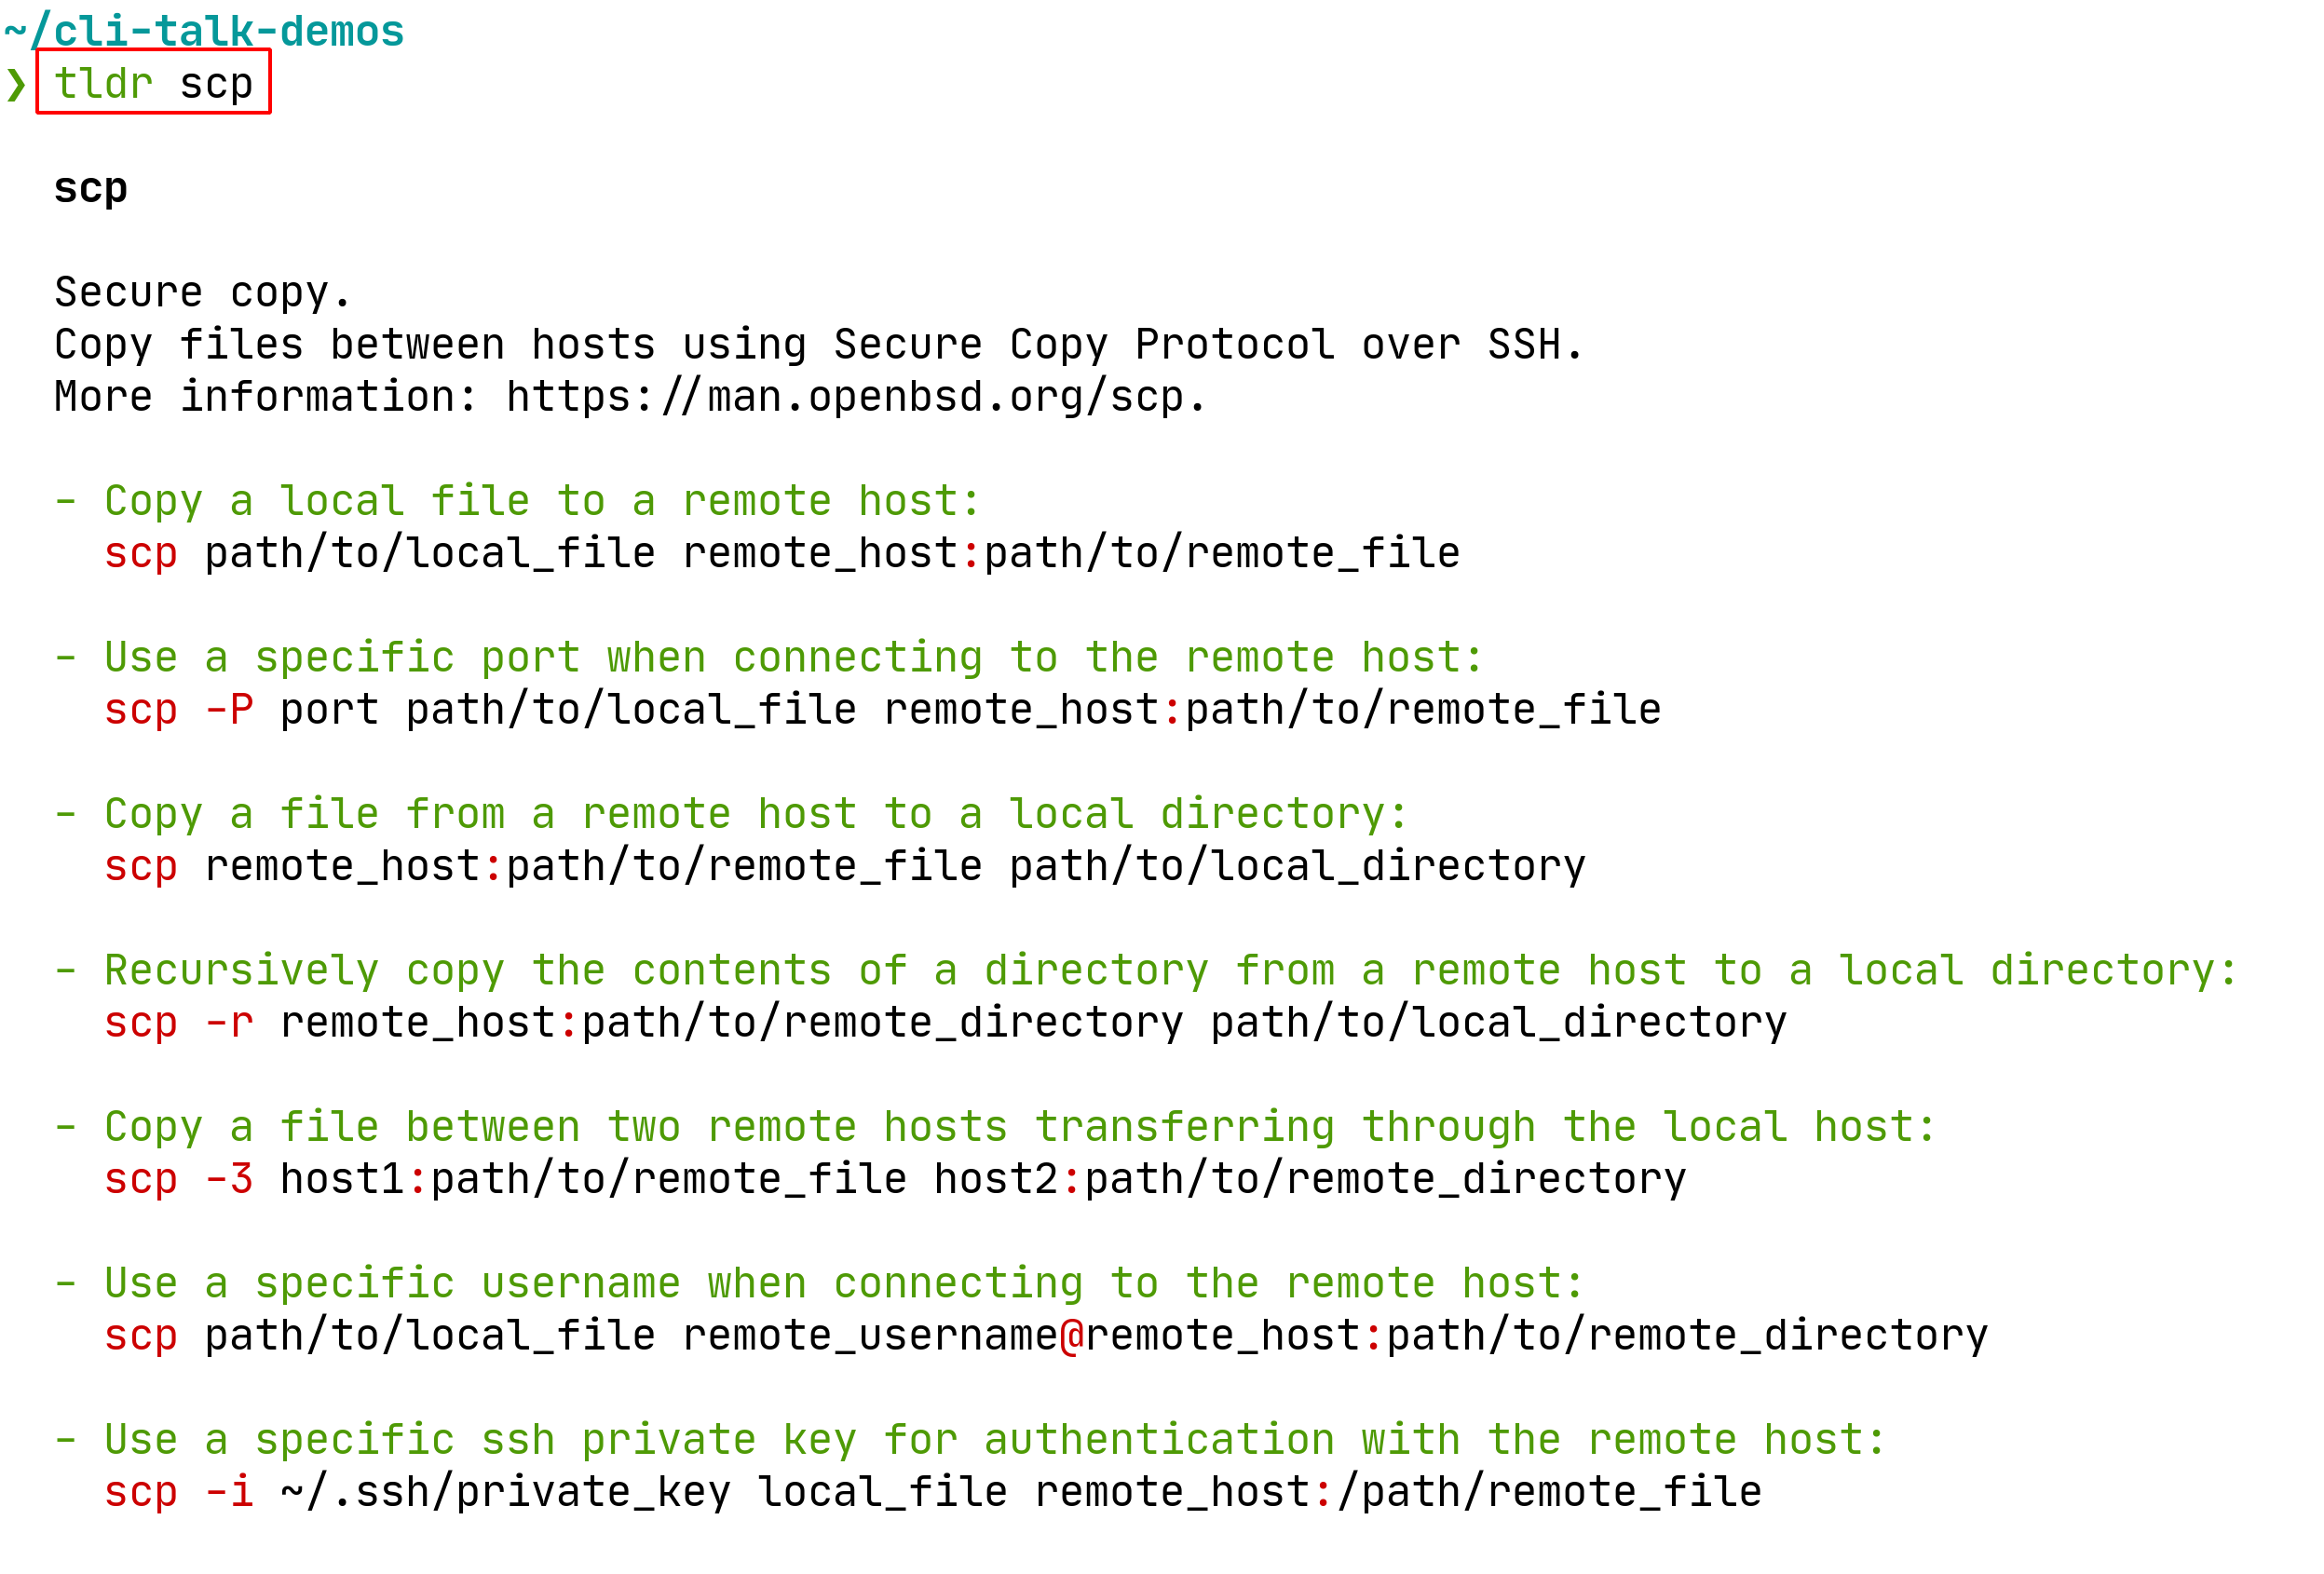 ~/cli-talk-demos
❯ tldr scp
scp
Secure copy.
Copy files between hosts using Secure Copy Protocol over SSH.
More information: https://man.openbsd.org/scp.
- Copy a local file to a remote host:
scp path/to/local_file remote_host:path/to/remote_file
- Use a specific port when connecting to the remote host:
scp -P port path/to/local_file remote_host:path/to/remote_file
- Copy a file from a remote host to a local directory:
scp remote_host:path/to/remote_file path/to/local_directory
- Recursively copy the contents of a directory from a remote host to a local directory:
scp -r remote_host:path/to/remote_directory path/to/local_directory
- Copy a file between two remote hosts transferring through the local host:
scp -3 host1:path/to/remote_file host2:path/to/remote_directory
- Use a specific username when connecting to the remote host:
scp path/to/local_file remote_username@remote_host:path/to/remote_directory
- Use a specific ssh private key for authentication with the remote host:
scp -i ~/.ssh/private_key local_file remote_host:/path/remote_file